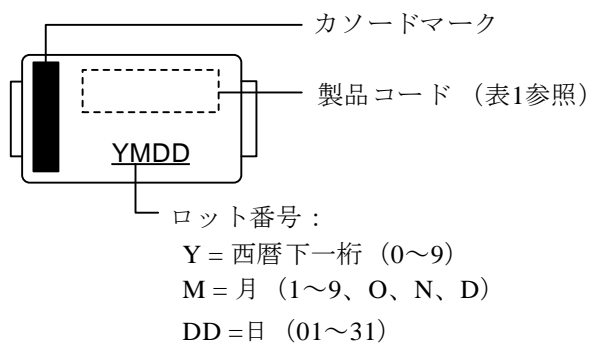 カソードマーク
製品コード （表1参照）
YMDD
ロット番号：
Y = 西暦下一桁（0～9）
M = 月（1～9、O、N、D）
DD =日（01～31）